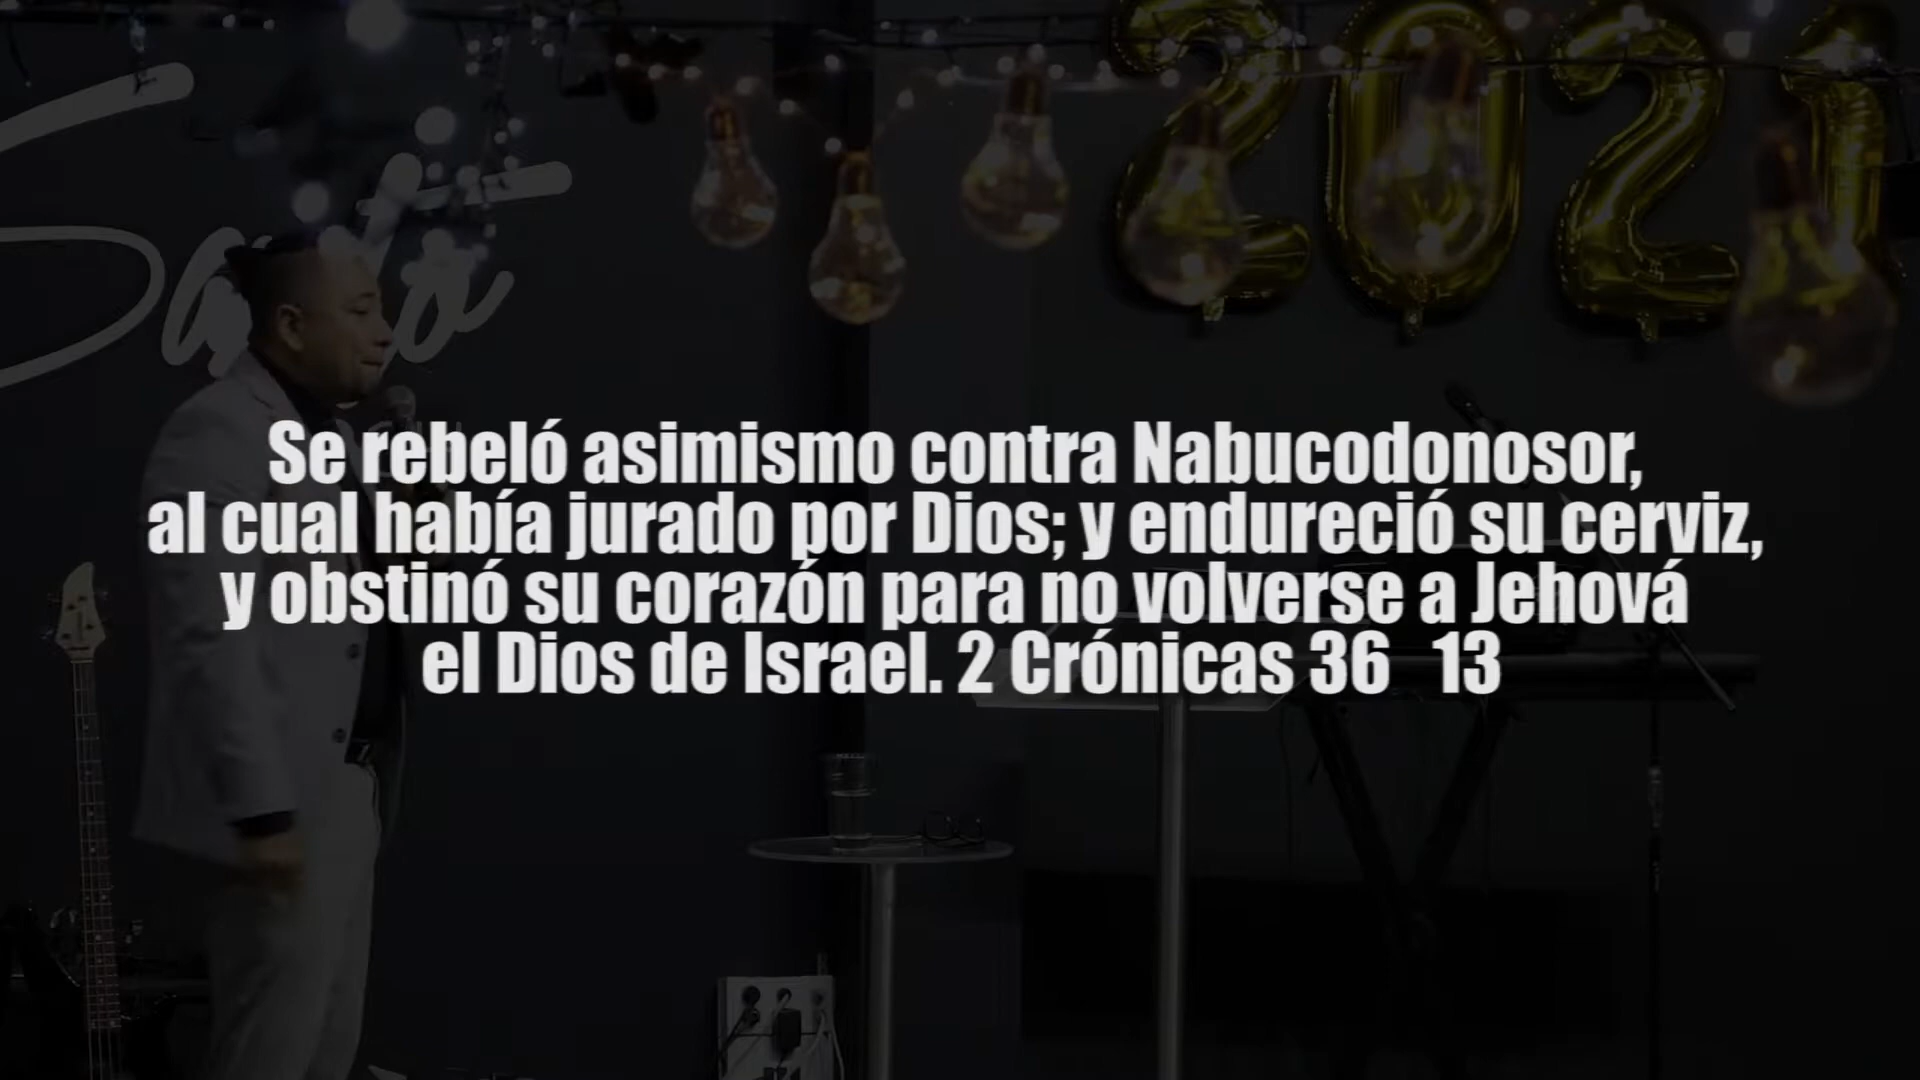 2021
Santo
Se rebeló asimismo contra Nabucodonosor,
al cual había jurado por Dios; y endureció su cerviz,
y obstinó su corazón para no volverse a Jehová
el Dios de Israel. 2 Crónicas 36 13